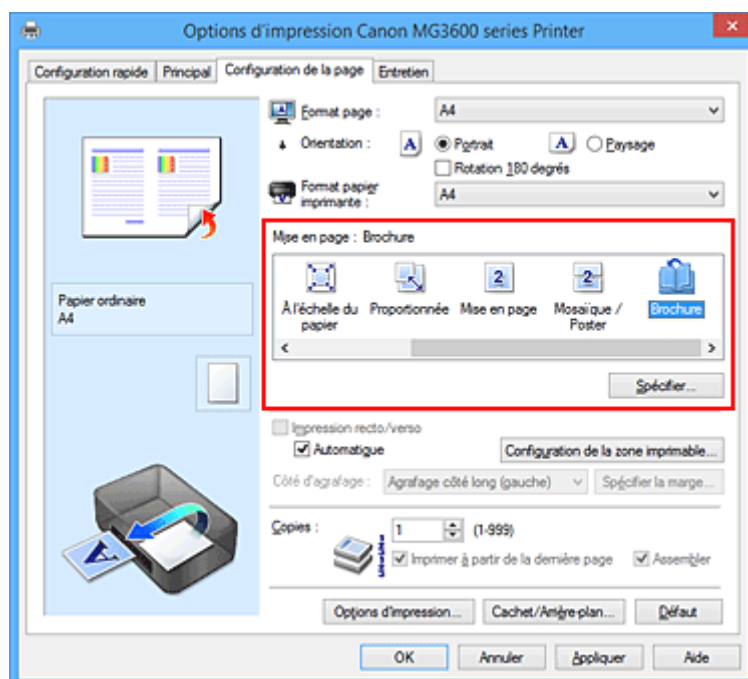 Options d'impression Canon MG3600 series Printer
Configuration rapide Principal Configuration de la page Entretien
Format page : A4
Orientation : A Portrait A Paysage
Rotation 180 degrés
Format papier
imprimante : A4
Mise en page : Brochure
2 2
À l'échelle du Proportionnée Mise en page Mosaïque / Brochure
papier Poster
Papier ordinaire
A4
Spécifier...
Impression recto/verso
Automatique Configuration de la zone imprimable...
Côté d'agrafage : Agrafage côté long (gauche) Spécifier la marge...
Copies : 1 (1-999)
Imprimer à partir de la dernière page Assembler
A
Options d'impression... Cachet/Arrière-plan... Défaut
OK Annuler Appliquer Aide